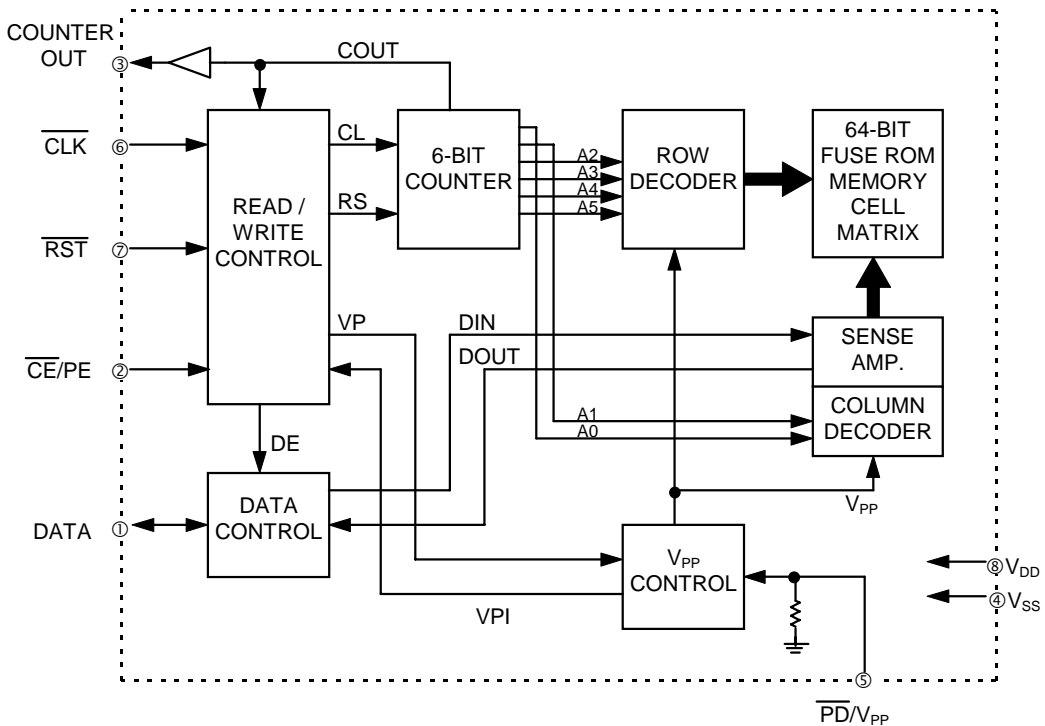 COUNTER
OUT
③
COUT
CLK
⑥
CL
6-BIT
COUNTER
A2
A3
A4
A5
ROW
DECODER
64-BIT
FUSE ROM
MEMORY
CELL
MATRIX
READ /
WRITE
CONTROL
RS
RST
⑦
VP
DIN
DOUT
SENSE
AMP.
CE/PE
②
A1
A0
COLUMN
DECODER
DE
DATA
①
DATA
CONTROL
VPP
VPP
CONTROL
⑧VDD
④VSS
VPI
⑤
PD/VPP